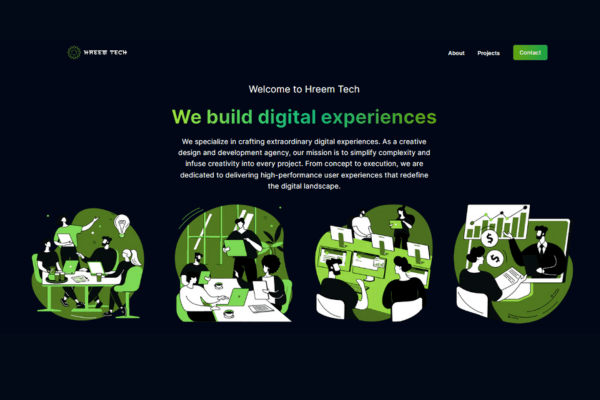 HREEM TECH
About Projects Contact
Welcome to Hreem Tech
We build digital experiences
We specialize in crafting extraordinary digital experiences. As a creative
design and development agency, our mission is to simplify complexity and
infuse creativity into every project. From concept to execution, we are
dedicated to delivering high-performance user experiences that redefine
the digital landscape.
$
$